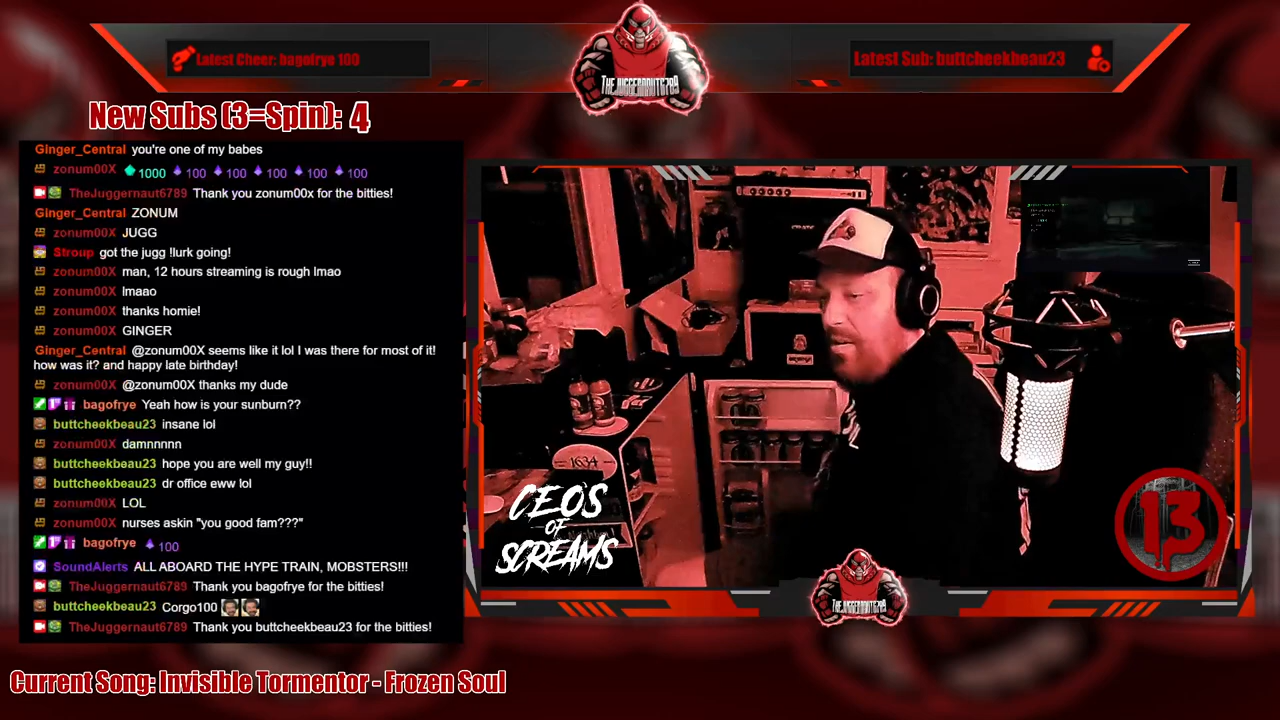 Latest Cheer: bagofrye 100
THEJUGGERNAUT6789
Latest Sub: buttcheekbeau23
New Subs (3=Spin): 4
Ginger_Central you're one of my babes
zonum00X 1000 100 100 100 100 100
TheJuggernaut6789 Thank you zonum00x for the bitties!
Ginger_Central ZONUM
zonum00X JUGG
Stroup got the jugg !lurk going!
zonum00X man, 12 hours streaming is rough lmao
zonum00X lmaao
zonum00X thanks homie!
zonum00X GINGER
Ginger_Central @zonum00X seems like it lol I was there for most of it!
how was it? and happy late birthday!
zonum00X @zonum00X thanks my dude
bagofrye Yeah how is your sunburn??
buttcheekbeau23 insane lol
zonum00X damnnnnn
buttcheekbeau23 hope you are well my guy!!
buttcheekbeau23 dr office eww lol
zonum00X LOL
zonum00X nurses askin "you good fam???"
bagofrye 100
SoundAlerts ALL ABOARD THE HYPE TRAIN, MOBSTERS!!!
TheJuggernaut6789 Thank you bagofrye for the bitties!
buttcheekbeau23 Corgo100
TheJuggernaut6789 Thank you buttcheekbeau23 for the bitties!
1634
CEO'S
OF
SCREAMS
13
THEJUGGERNAUT6789
Current Song: Invisible Tormentor - Frozen Soul